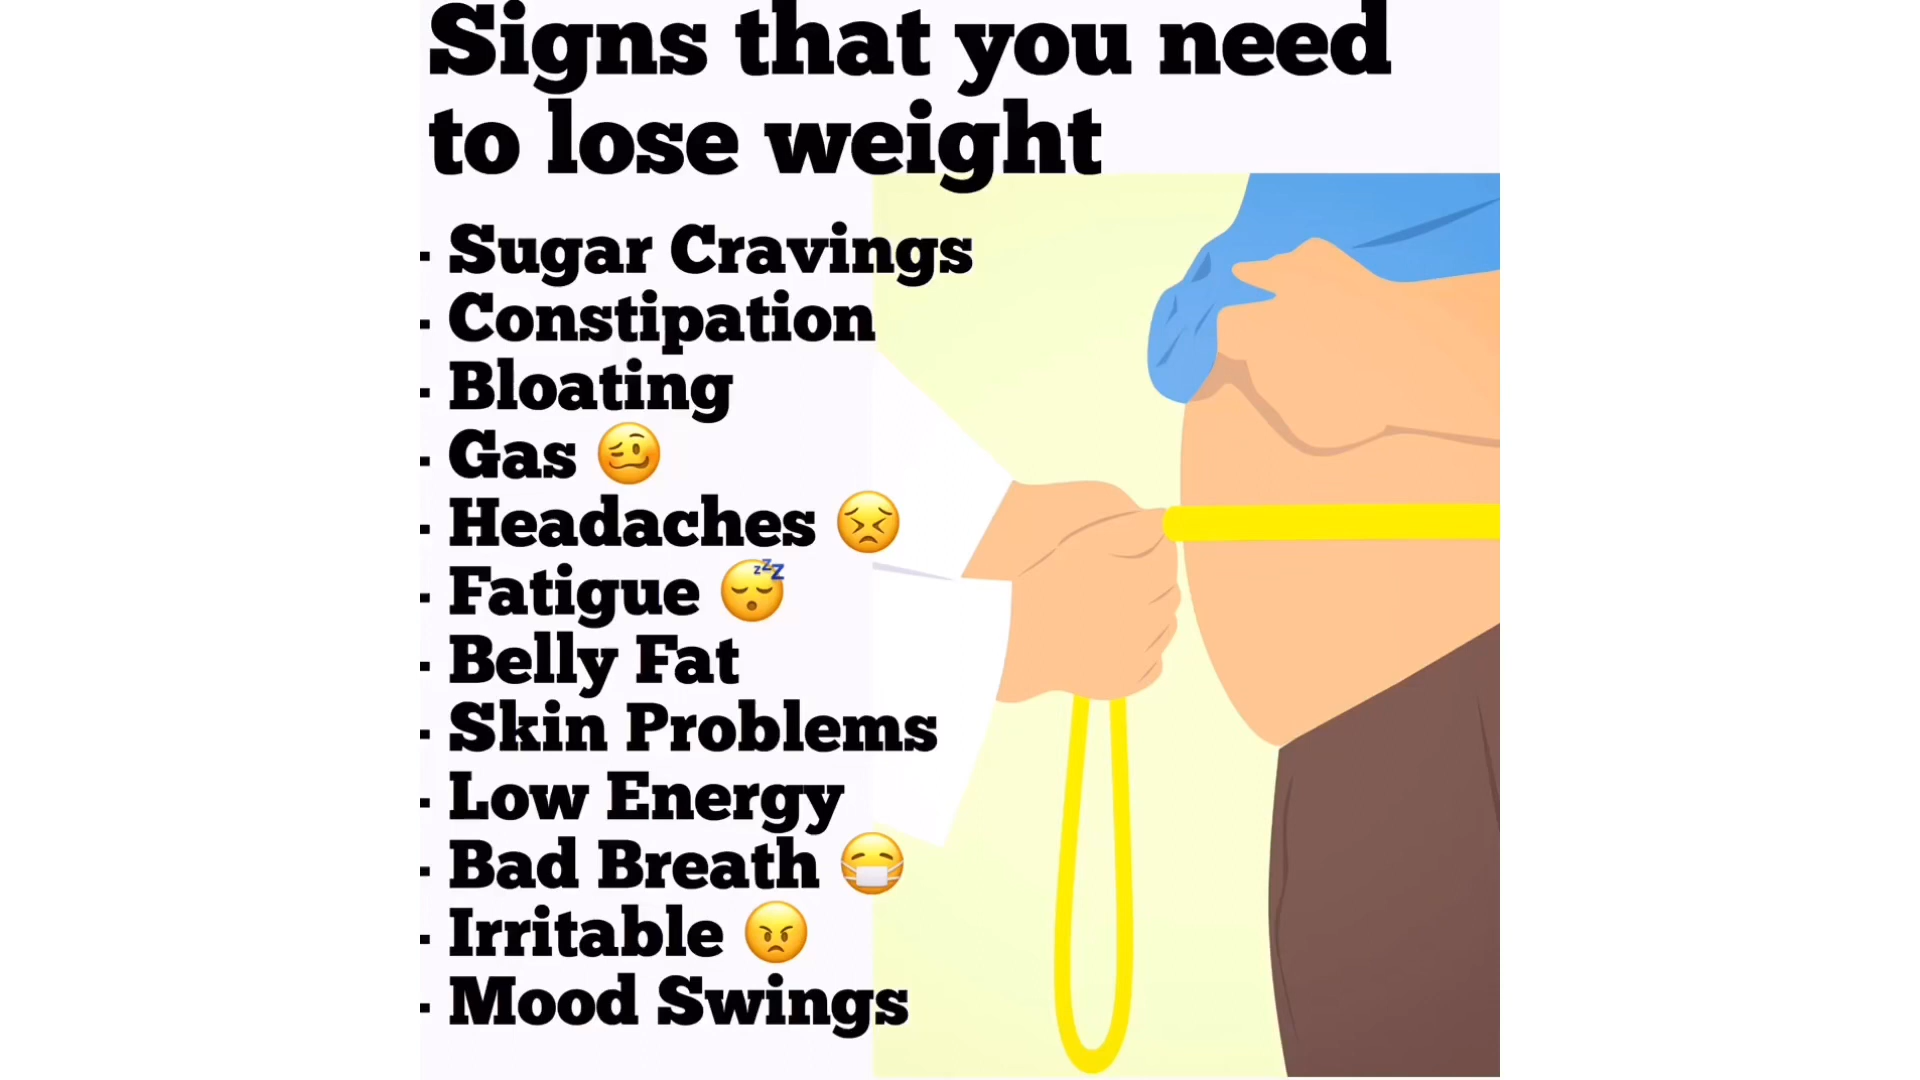 Signs that you need
to lose weight
- Sugar Cravings
- Constipation
- Bloating
- Gas 🥴
- Headaches 😣
- Fatigue 😴
- Belly Fat
- Skin Problems
- Low Energy
- Bad Breath 😷
- Irritable 😠
- Mood Swings